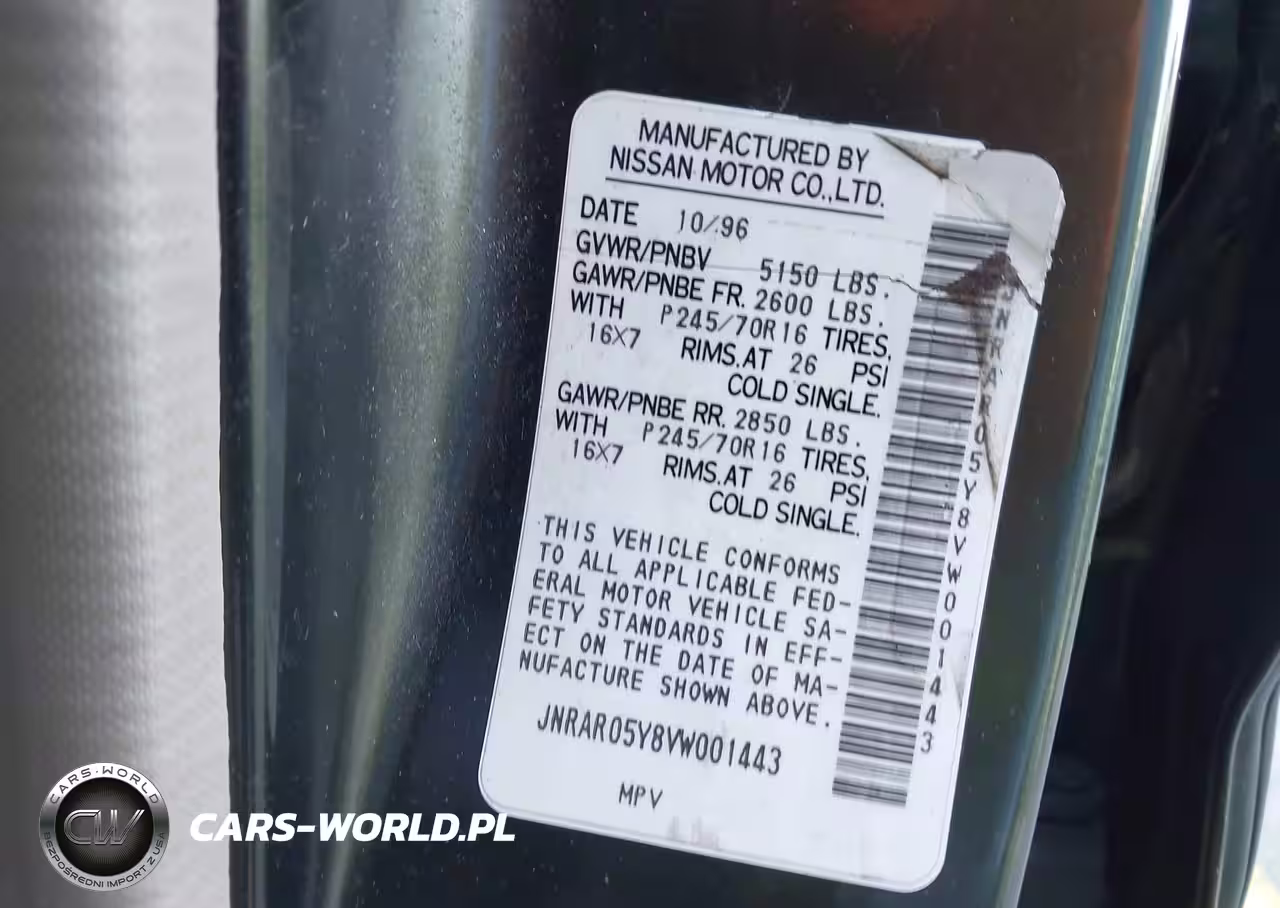 MANUFACTURED BY
NISSAN MOTOR CO.,LTD.
DATE 10/96
GVWR/PNBV 5150 LBS.
GAWR/PNBE FR. 2600 LBS.
WITH P245/70R16 TIRES,
16X7 RIMS.AT 26 PSI
COLD SINGLE.
GAWR/PNBE RR. 2850 LBS.
WITH P245/70R16 TIRES,
16X7 RIMS.AT 26 PSI
COLD SINGLE.
THIS VEHICLE CONFORMS
TO ALL APPLICABLE FED-
ERAL MOTOR VEHICLE SA-
FETY STANDARDS IN EFF-
ECT ON THE DATE OF MA-
NUFACTURE SHOWN ABOVE.
JNRAR05Y8VW001443
MPV
JNRAR05Y8VW001443
CARS-WORLD
CW
BEZPOŚREDNI IMPORT Z USA
CARS-WORLD.PL